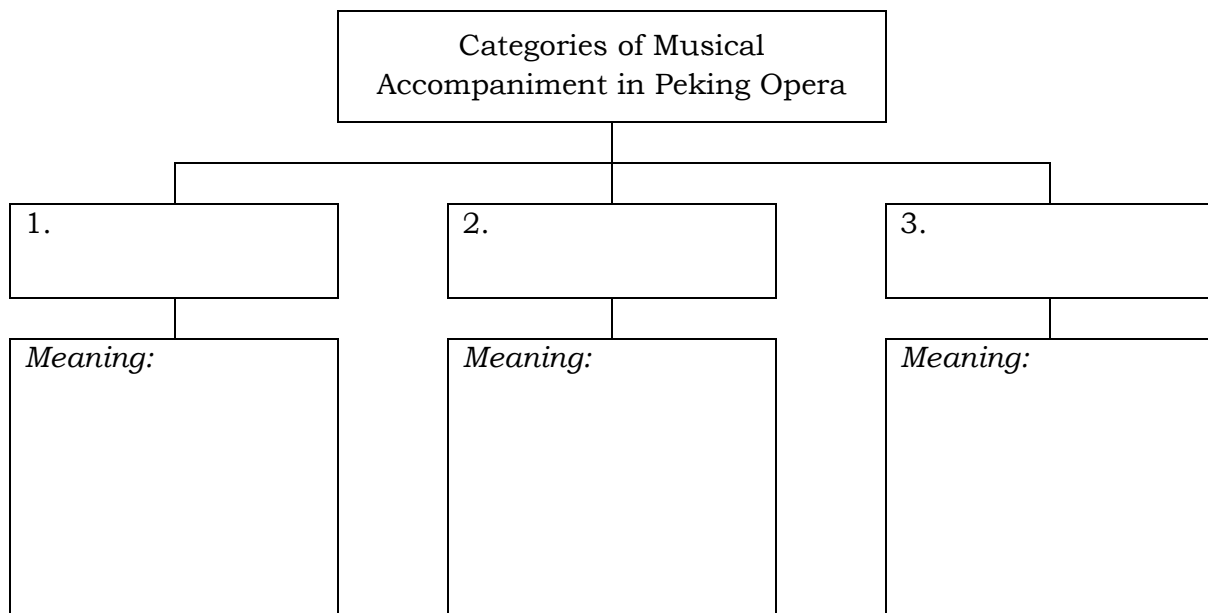 Categories of Musical
Accompaniment in Peking Opera
1.
2.
3.
Meaning:
Meaning:
Meaning: